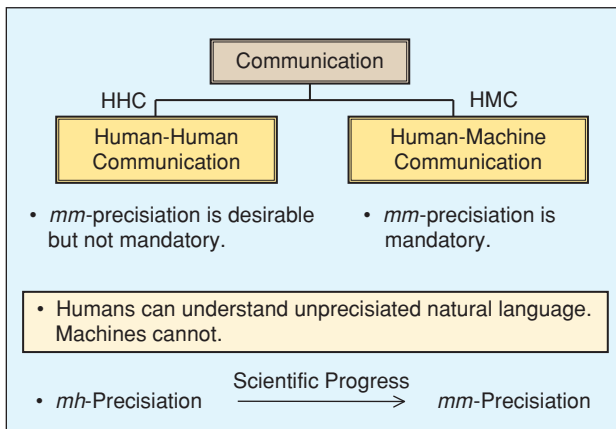 Communication
HHC
HMC
Human-Human
Communication
Human-Machine
Communication
• mm-precisiation is desirable
but not mandatory.
• mm-precisiation is
mandatory.
• Humans can understand unprecisiated natural language.
Machines cannot.
• mh-Precisiation Scientific Progress mm-Precisiation